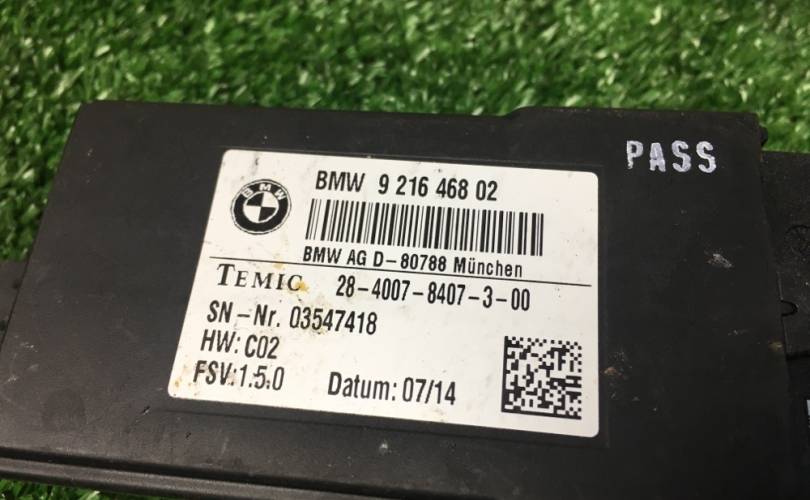 PASS
BMW 9 216 468 02
BMW
BMW AG D-80788 München
TEMIC 28-4007-8407-3-00
SN-Nr. 03547418
HW: C02
FSV:1.5.0 Datum: 07/14